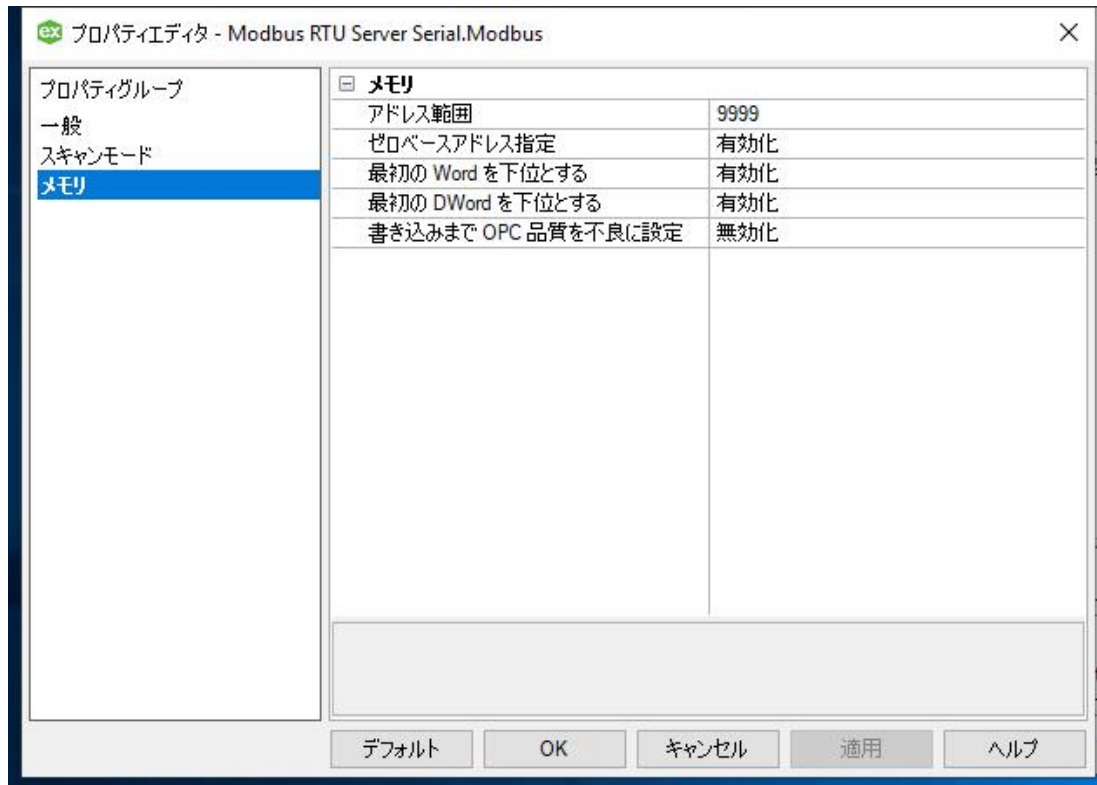 ex プロパティエディタ - Modbus RTU Server Serial.Modbus
プロパティグループ
一般
スキャンモード
メモリ
メモリ
アドレス範囲 9999
ゼロベースアドレス指定 有効化
最初の Word を下位とする 有効化
最初の DWord を下位とする 有効化
書き込みまで OPC 品質を不良に設定 無効化
デフォルト OK キャンセル 適用 ヘルプ